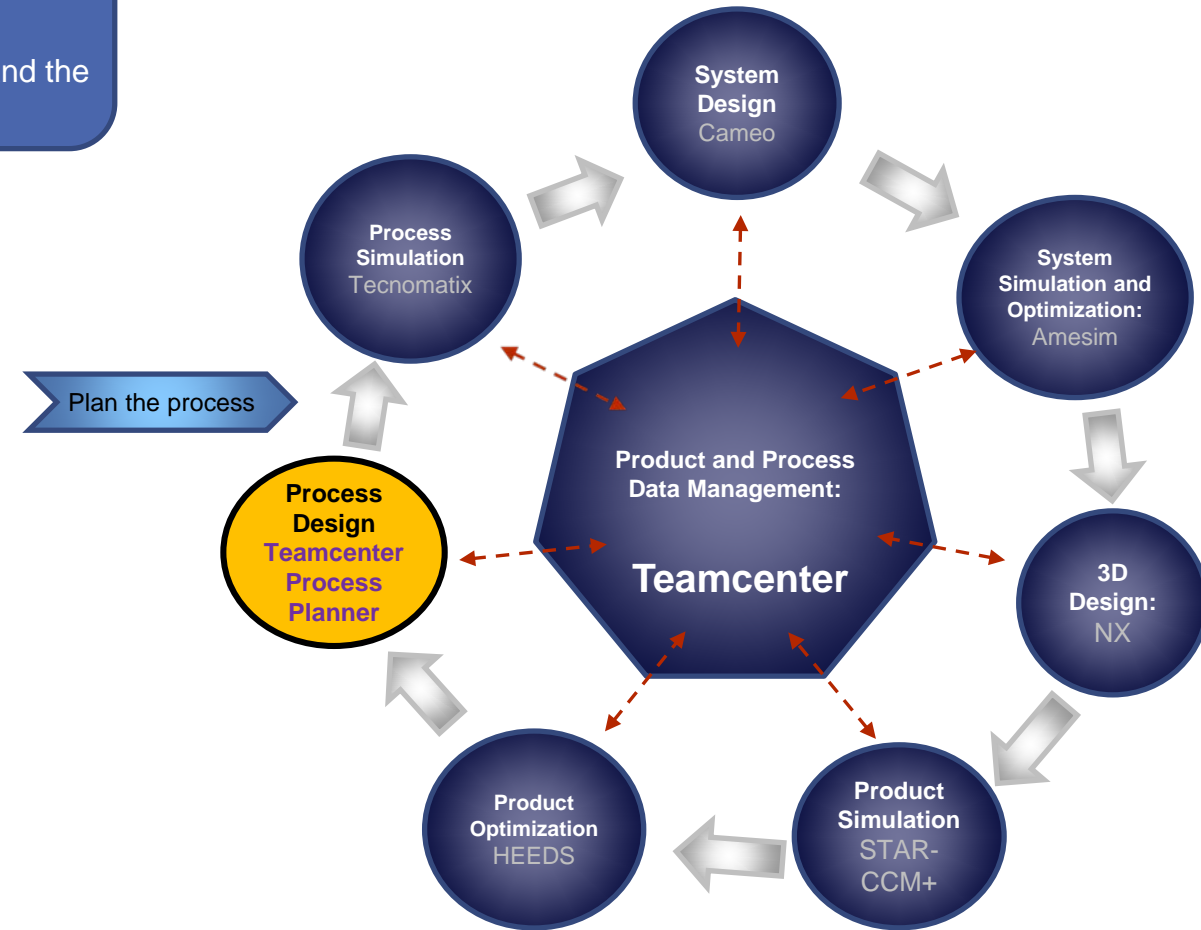 nd the
System
Design
Cameo
Process
Simulation
Tecnomatix
System
Simulation and
Optimization:
Amesim
Plan the process
Product and Process
Data Management:
Teamcenter
Process
Design
Teamcenter
Process
Planner
3D
Design:
NX
Product
Optimization
HEEDS
Product
Simulation
STAR-
CCM+